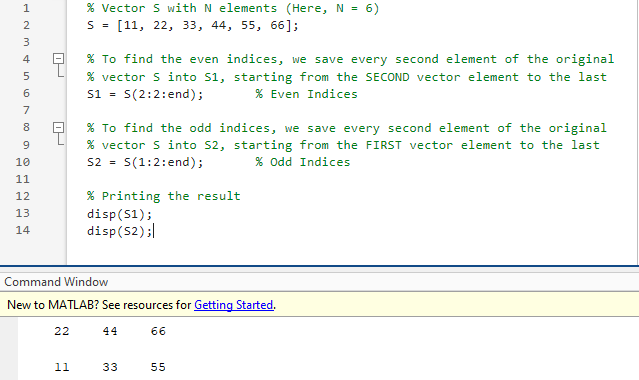 1 % Vector S with N elements (Here, N = 6)
2 S = [11, 22, 33, 44, 55, 66];
3
4 % To find the even indices, we save every second element of the original
5 % vector S into S1, starting from the SECOND vector element to the last
6 S1 = S(2:2:end); % Even Indices
7
8 % To find the odd indices, we save every second element of the original
9 % vector S into S2, starting from the FIRST vector element to the last
10 S2 = S(1:2:end); % Odd Indices
11
12 % Printing the result
13 disp(S1);
14 disp(S2);
Command Window
New to MATLAB? See resources for Getting Started.
22 44 66
11 33 55